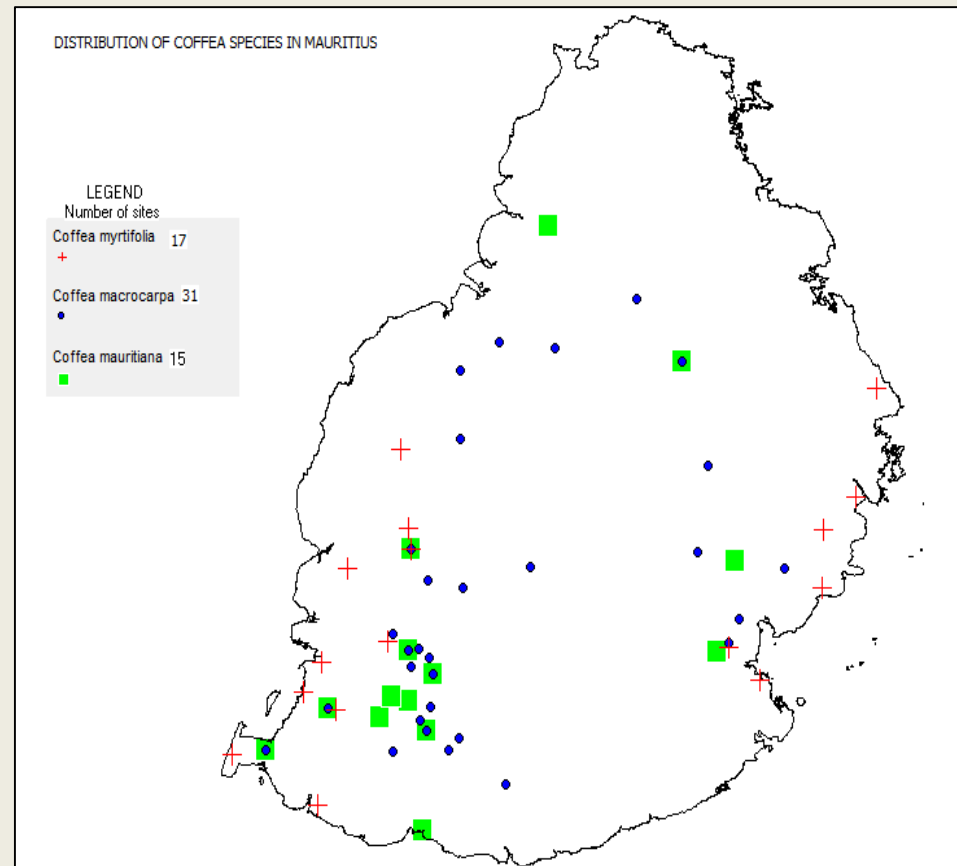 DISTRIBUTION OF COFFEA SPECIES IN MAURITIUS
LEGEND
Number of sites
Coffea myrtifolia 17
Coffea macrocarpa 31
Coffea mauritiana 15